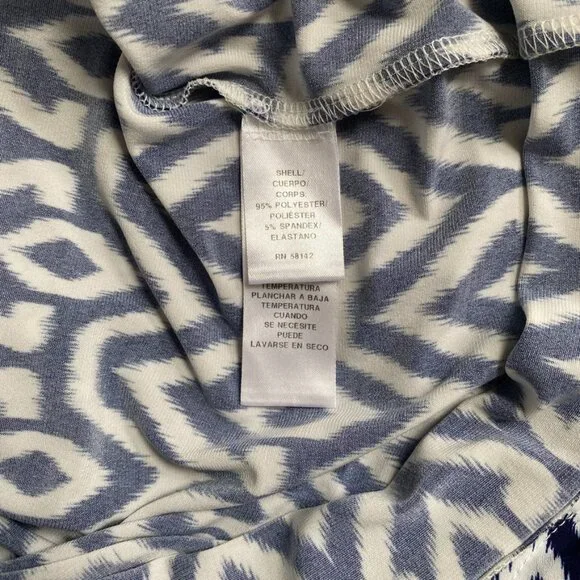 SHELL/
CUERPO/
CORPS:
95% POLYESTER/
POLIÉSTER
5% SPANDEX/
ELASTANO
RN 58142
TEMPERATURA
PLANCHAR A BAJA
TEMPERATURA
CUANDO
SE NECESITE
PUEDE
LAVARSE EN SECO